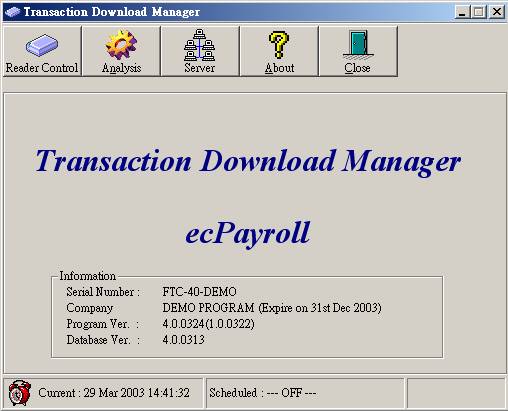 Transaction Download Manager
Reader Control Analysis Server About Close
Transaction Download Manager
ecPayroll
Information
Serial Number : FTC-40-DEMO
Company DEMO PROGRAM (Expire on 31st Dec 2003)
Program Ver. : 4.0.0324(1.0.0322)
Database Ver. : 4.0.0313
Current : 29 Mar 2003 14:41:32 Scheduled : --- OFF ---